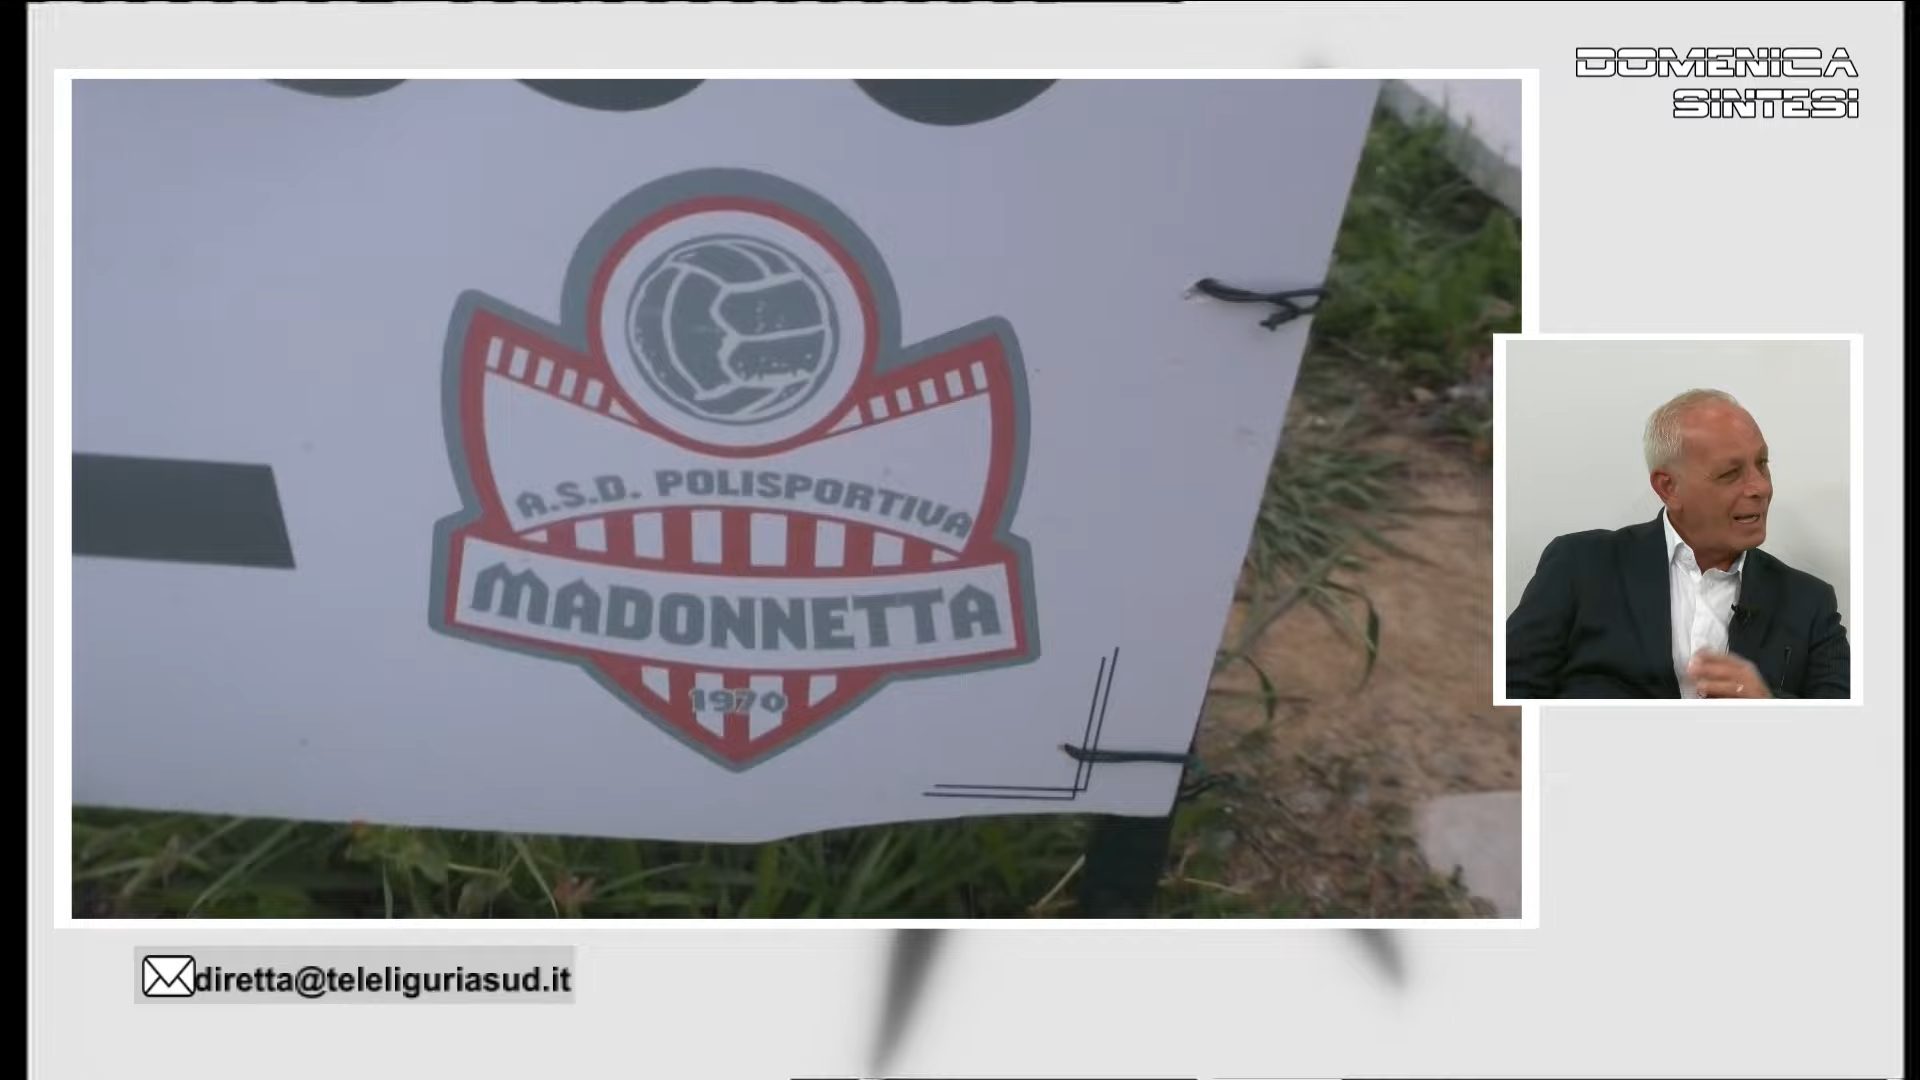 DOMENICA
SINTESI
A.S.D. POLISPORTIVA
MADONNETTA
1970
diretta@teleliguriasud.it